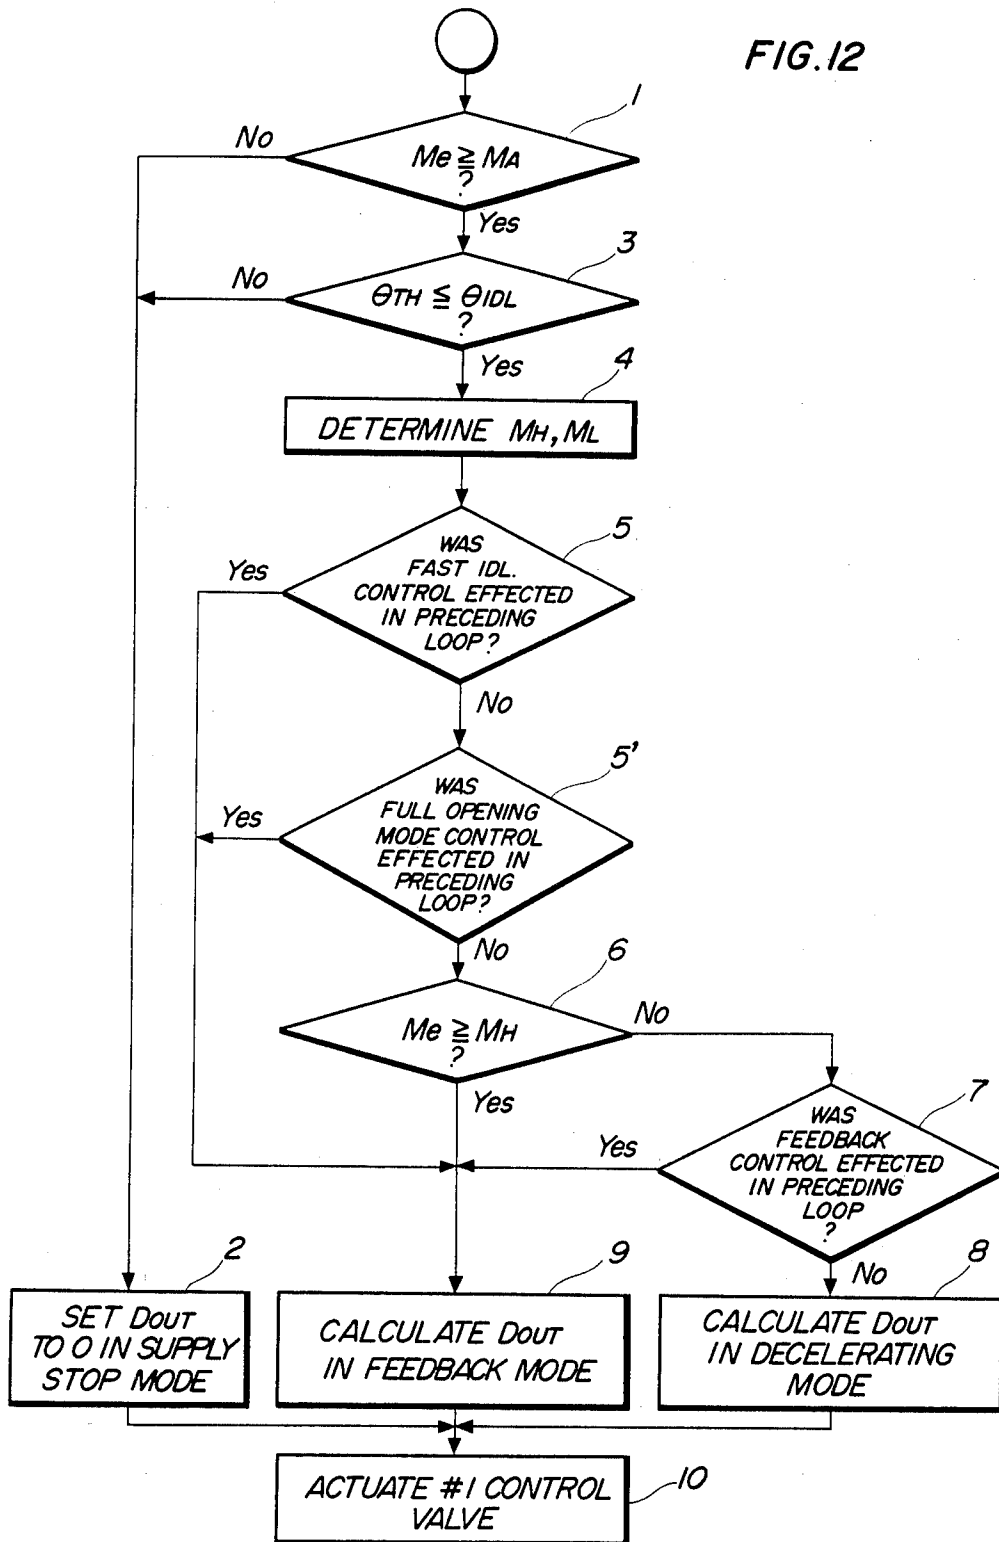 FIG.12
1
No
Me ≧ MA
?
Yes
3
No
θTH ≦ θIDL
?
Yes
4
DETERMINE MH, ML
5
Yes
WAS
FAST IDL.
CONTROL EFFECTED
IN PRECEDING
LOOP?
No
5'
Yes
WAS
FULL OPENING
MODE CONTROL
EFFECTED IN
PRECEDING
LOOP?
No
6
Me ≧ MH
?
No
Yes
7
Yes
WAS
FEEDBACK
CONTROL EFFECTED
IN PRECEDING
LOOP
?
No
2
SET DOUT
TO O IN SUPPLY
STOP MODE
9
CALCULATE DOUT
IN FEEDBACK MODE
8
CALCULATE DOUT
IN DECELERATING
MODE
10
ACTUATE #1 CONTROL
VALVE